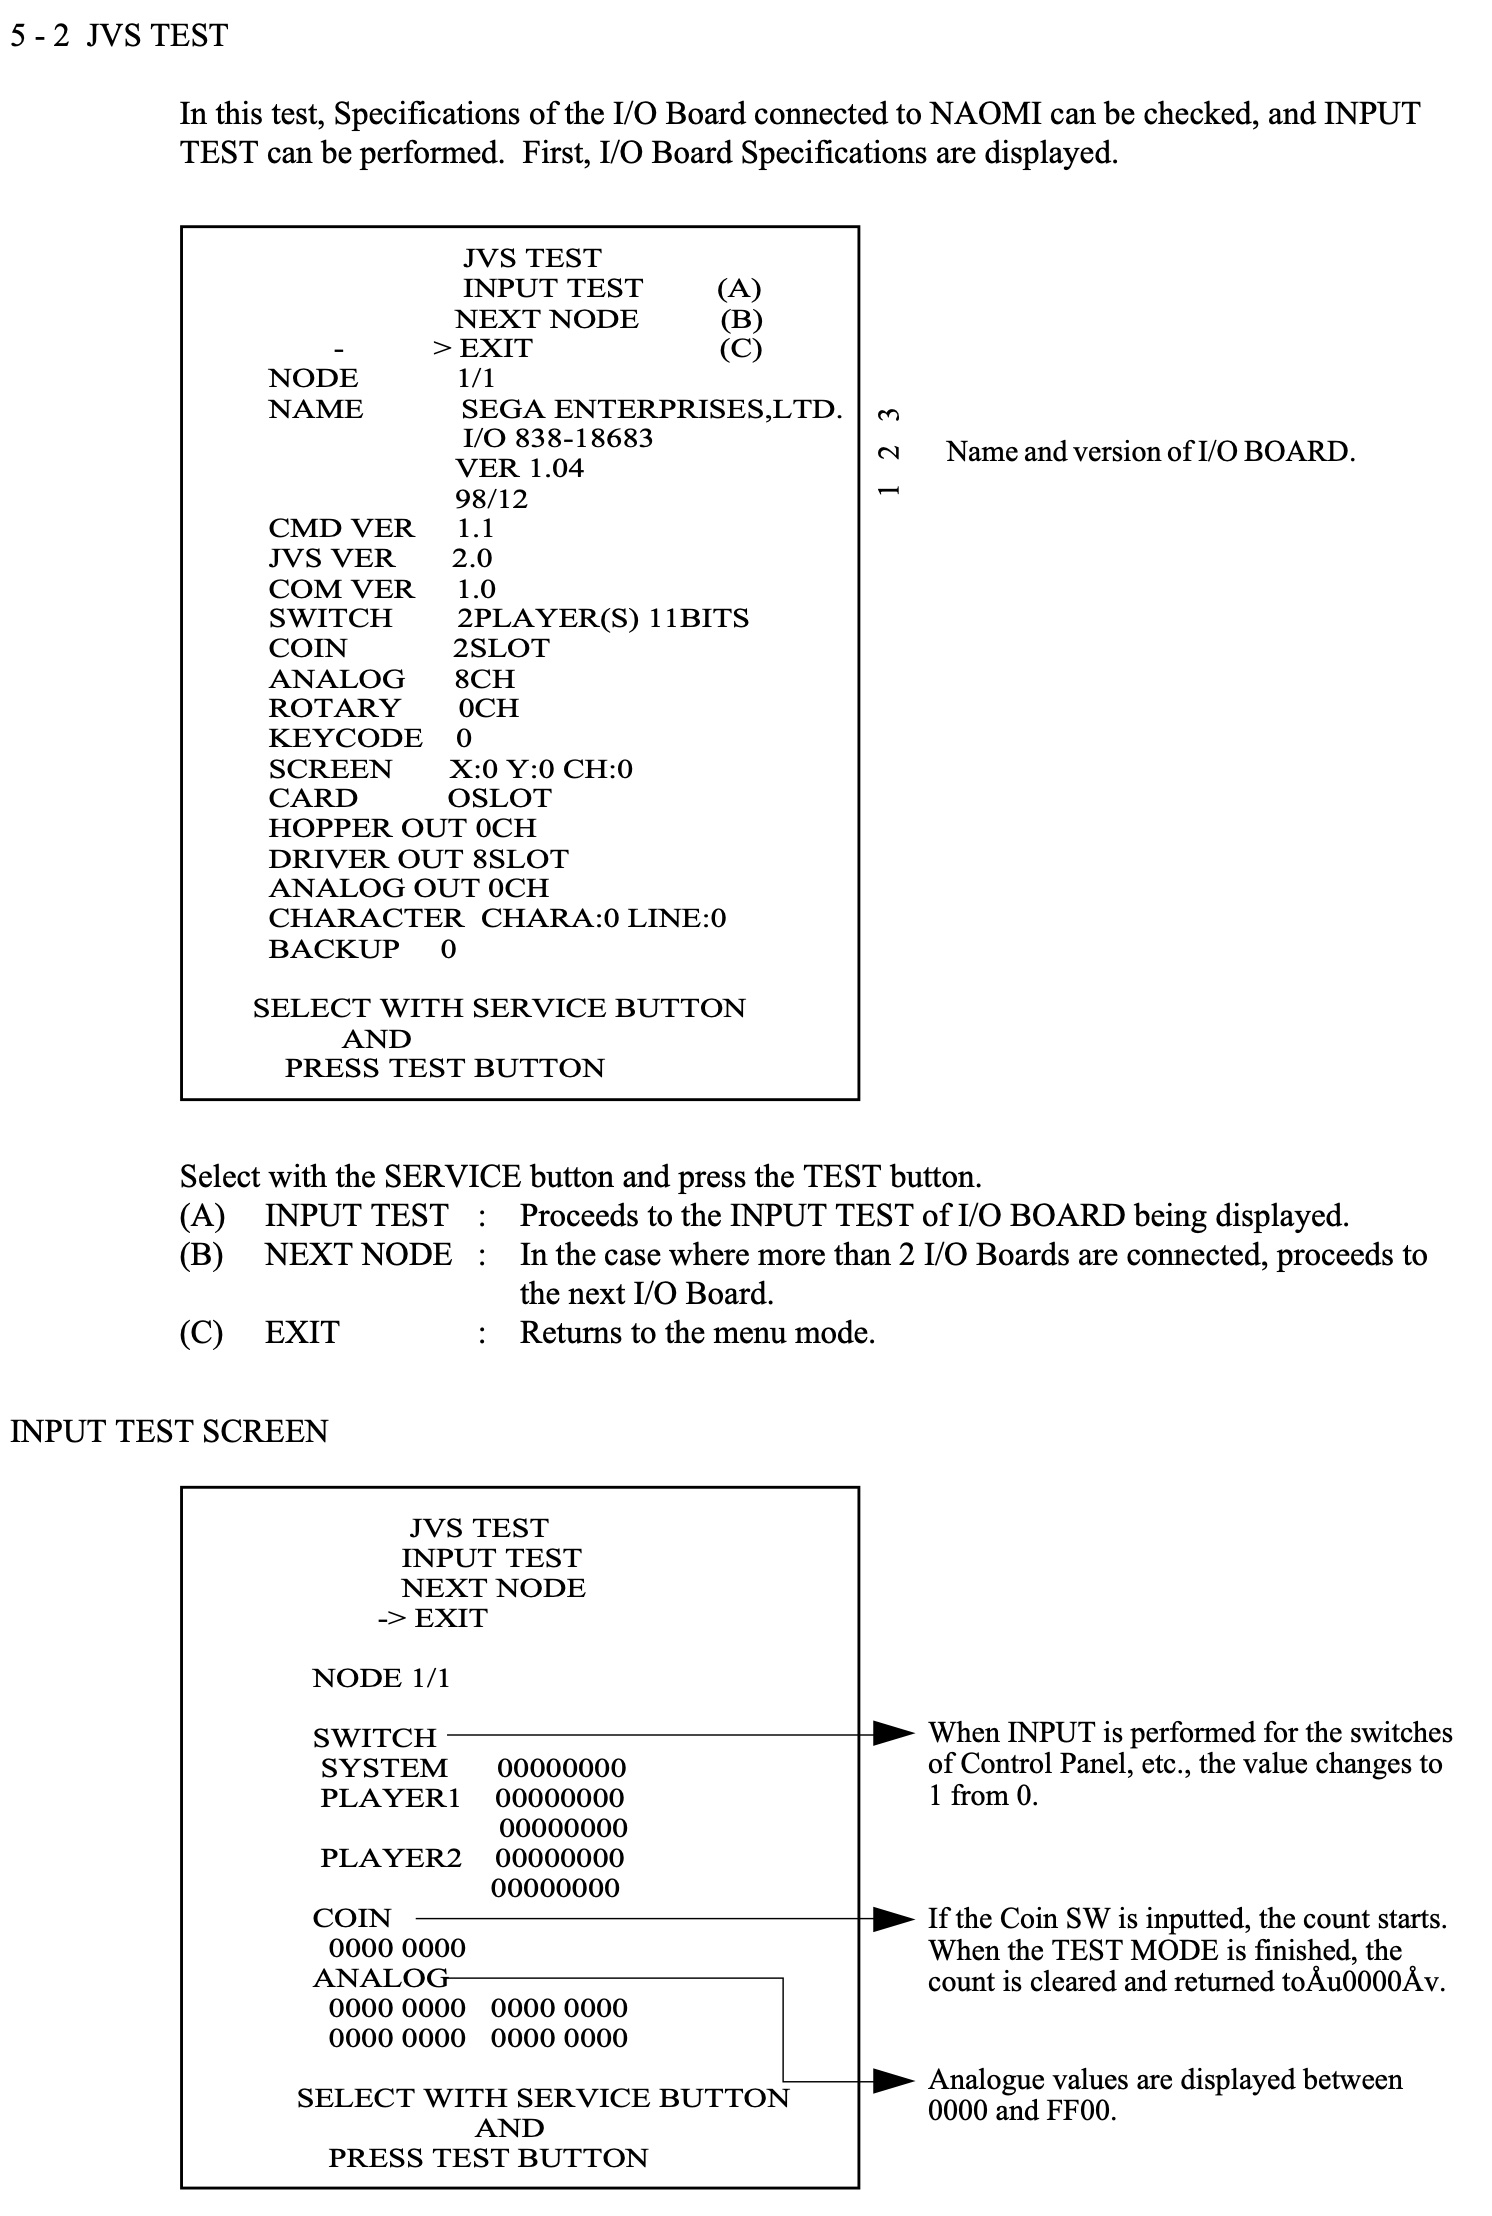 5 - 2 JVS TEST
In this test, Specifications of the I/O Board connected to NAOMI can be checked, and INPUT
TEST can be performed. First, I/O Board Specifications are displayed.
JVS TEST
INPUT TEST (A)
NEXT NODE (B)
- > EXIT (C)
NODE 1/1
NAME SEGA ENTERPRISES,LTD.
I/O 838-18683
VER 1.04
98/12
1 2 3
Name and version of I/O BOARD.
CMD VER 1.1
JVS VER 2.0
COM VER 1.0
SWITCH 2PLAYER(S) 11BITS
COIN 2SLOT
ANALOG 8CH
ROTARY 0CH
KEYCODE 0
SCREEN X:0 Y:0 CH:0
CARD OSLOT
HOPPER OUT 0CH
DRIVER OUT 8SLOT
ANALOG OUT 0CH
CHARACTER CHARA:0 LINE:0
BACKUP 0
SELECT WITH SERVICE BUTTON
AND
PRESS TEST BUTTON
Select with the SERVICE button and press the TEST button.
(A) INPUT TEST : Proceeds to the INPUT TEST of I/O BOARD being displayed.
(B) NEXT NODE : In the case where more than 2 I/O Boards are connected, proceeds to
the next I/O Board.
(C) EXIT : Returns to the menu mode.
INPUT TEST SCREEN
JVS TEST
INPUT TEST
NEXT NODE
-> EXIT
NODE 1/1
SWITCH
SYSTEM 00000000
PLAYER1 00000000
00000000
PLAYER2 00000000
00000000
COIN
0000 0000
ANALOG
0000 0000 0000 0000
0000 0000 0000 0000
SELECT WITH SERVICE BUTTON
AND
PRESS TEST BUTTON
When INPUT is performed for the switches
of Control Panel, etc., the value changes to
1 from 0.
If the Coin SW is inputted, the count starts.
When the TEST MODE is finished, the
count is cleared and returned toÅu0000Åv.
Analogue values are displayed between
0000 and FF00.